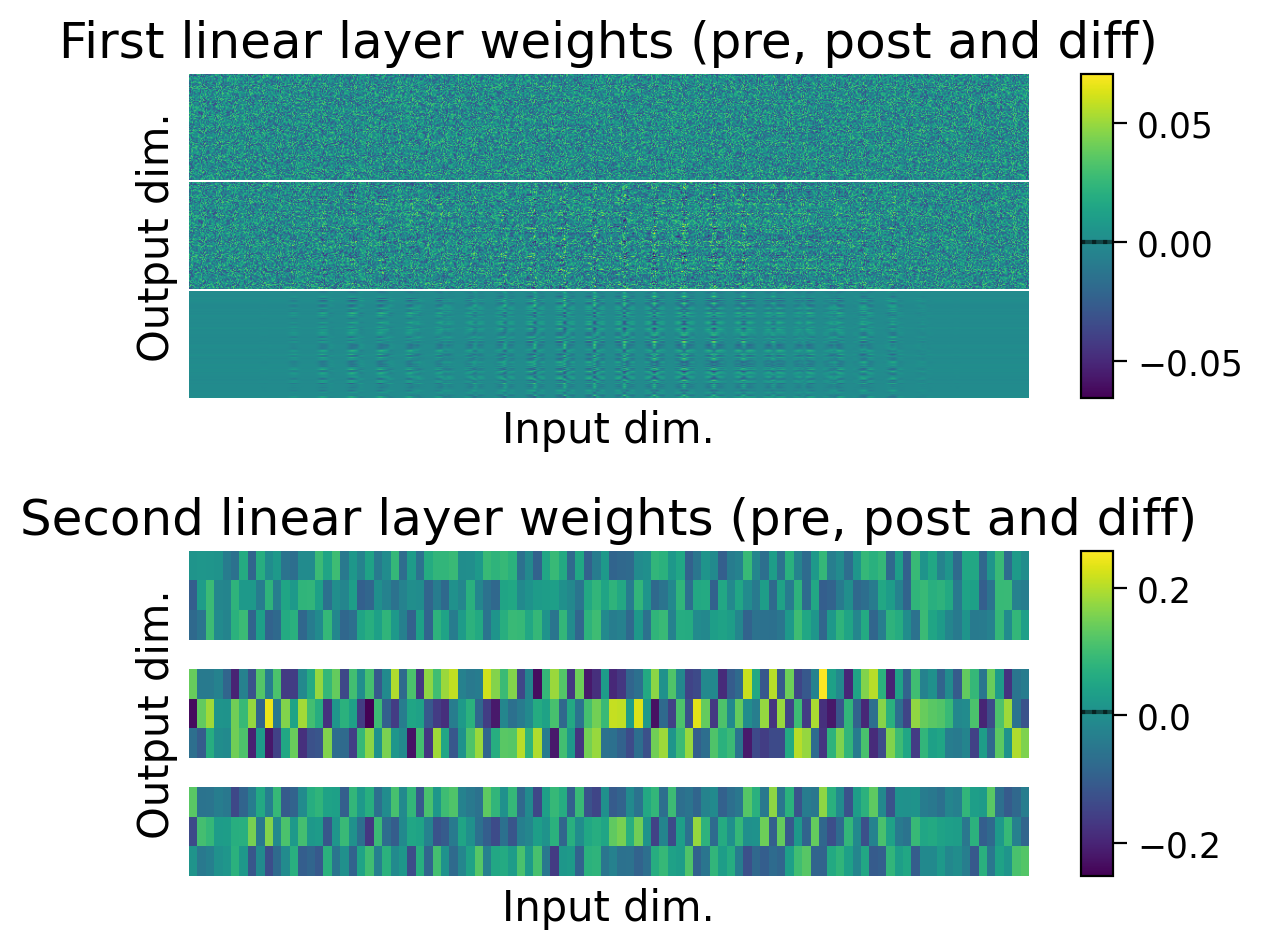 First linear layer weights (pre, post and diff)
Output dim.
0.05
0.00
−0.05
Input dim.
Second linear layer weights (pre, post and diff)
Output dim.
0.2
0.0
−0.2
Input dim.